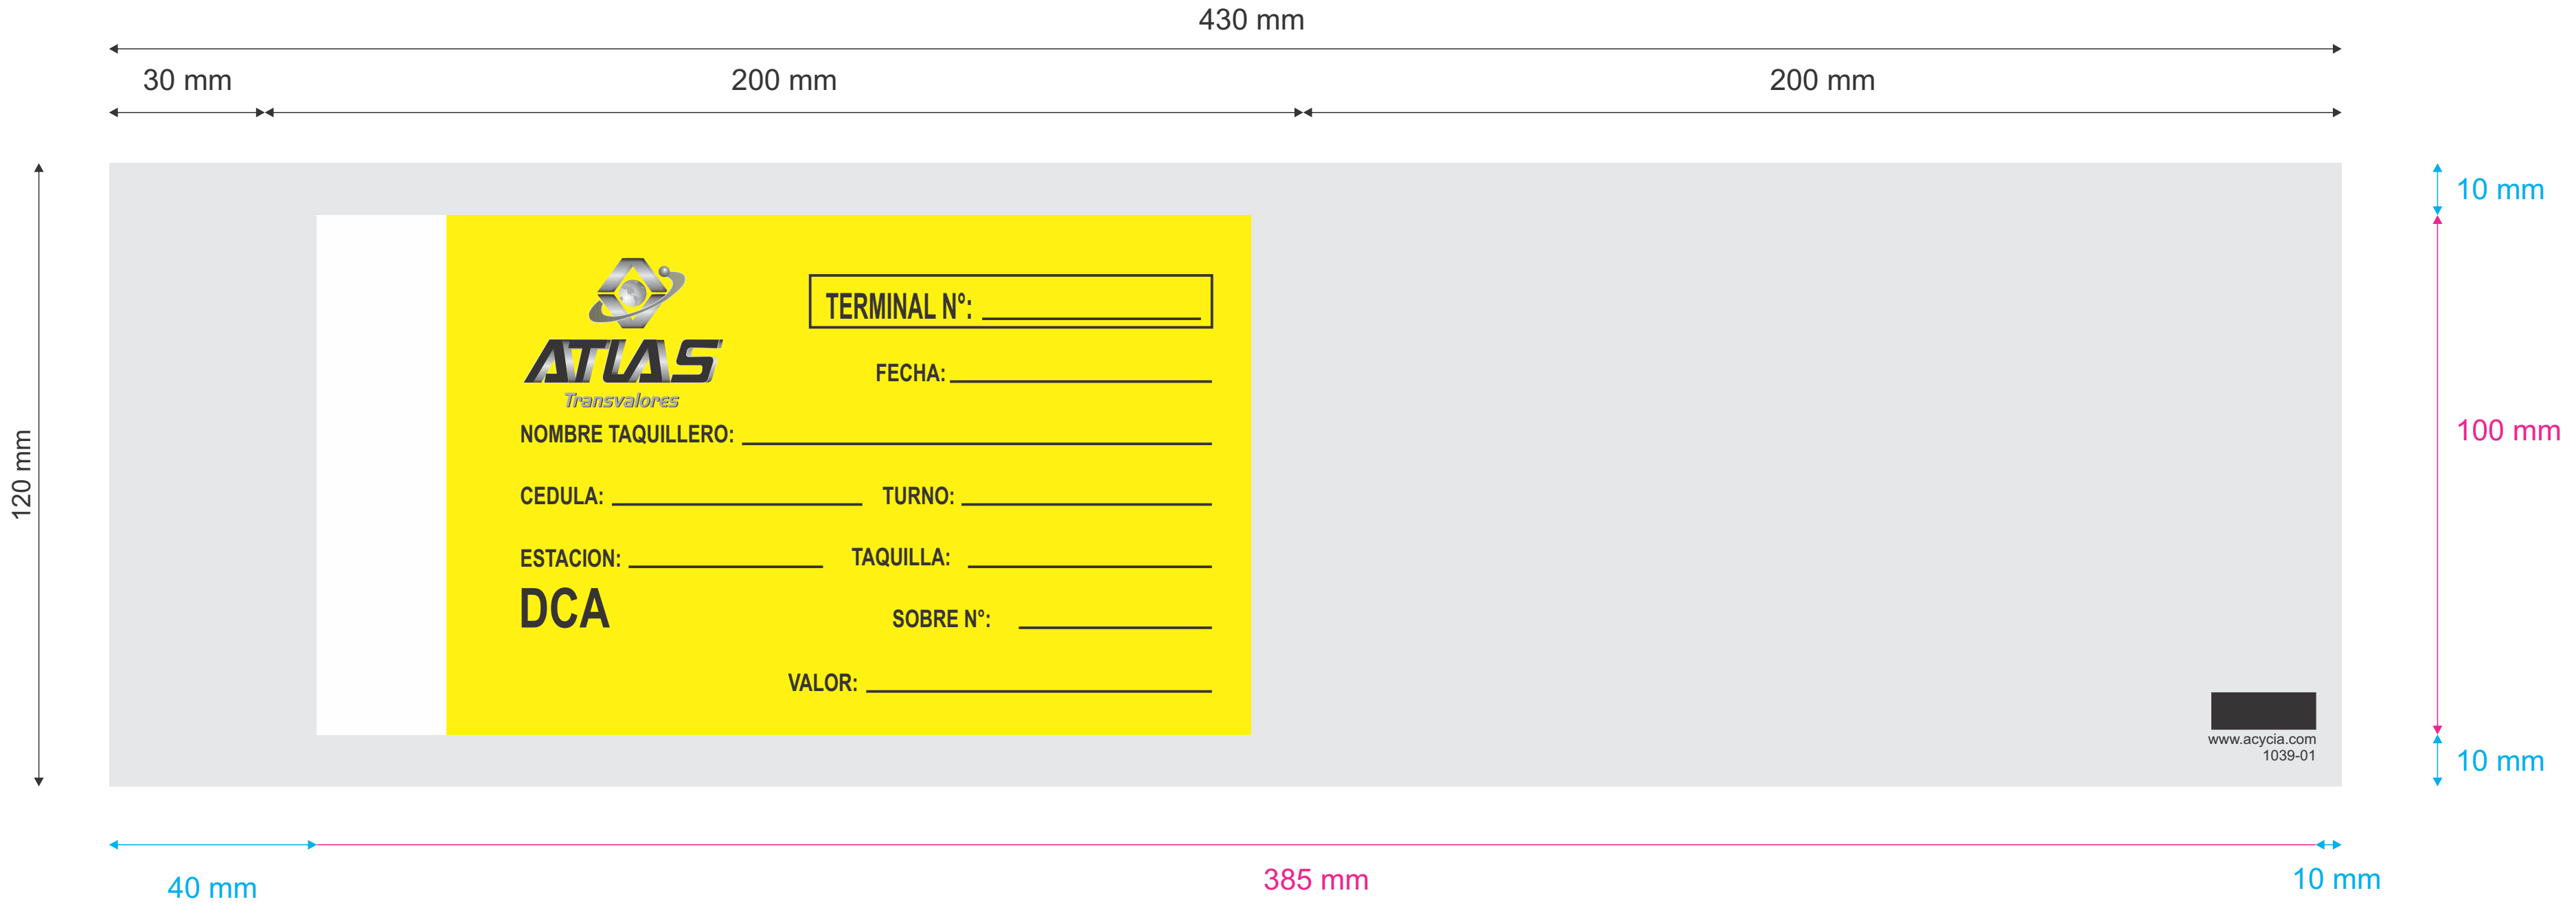 430 mm
30 mm 200 mm 200 mm
10 mm
TERMINAL N°:
ATLAS
FECHA:
Transvalores
NOMBRE TAQUILLERO:
100 mm
120 mm
CEDULA: TURNO:
ESTACION: TAQUILLA:
DCA
SOBRE N°:
VALOR:
www.acycia.com
1039-01
10 mm
40 mm 385 mm 10 mm